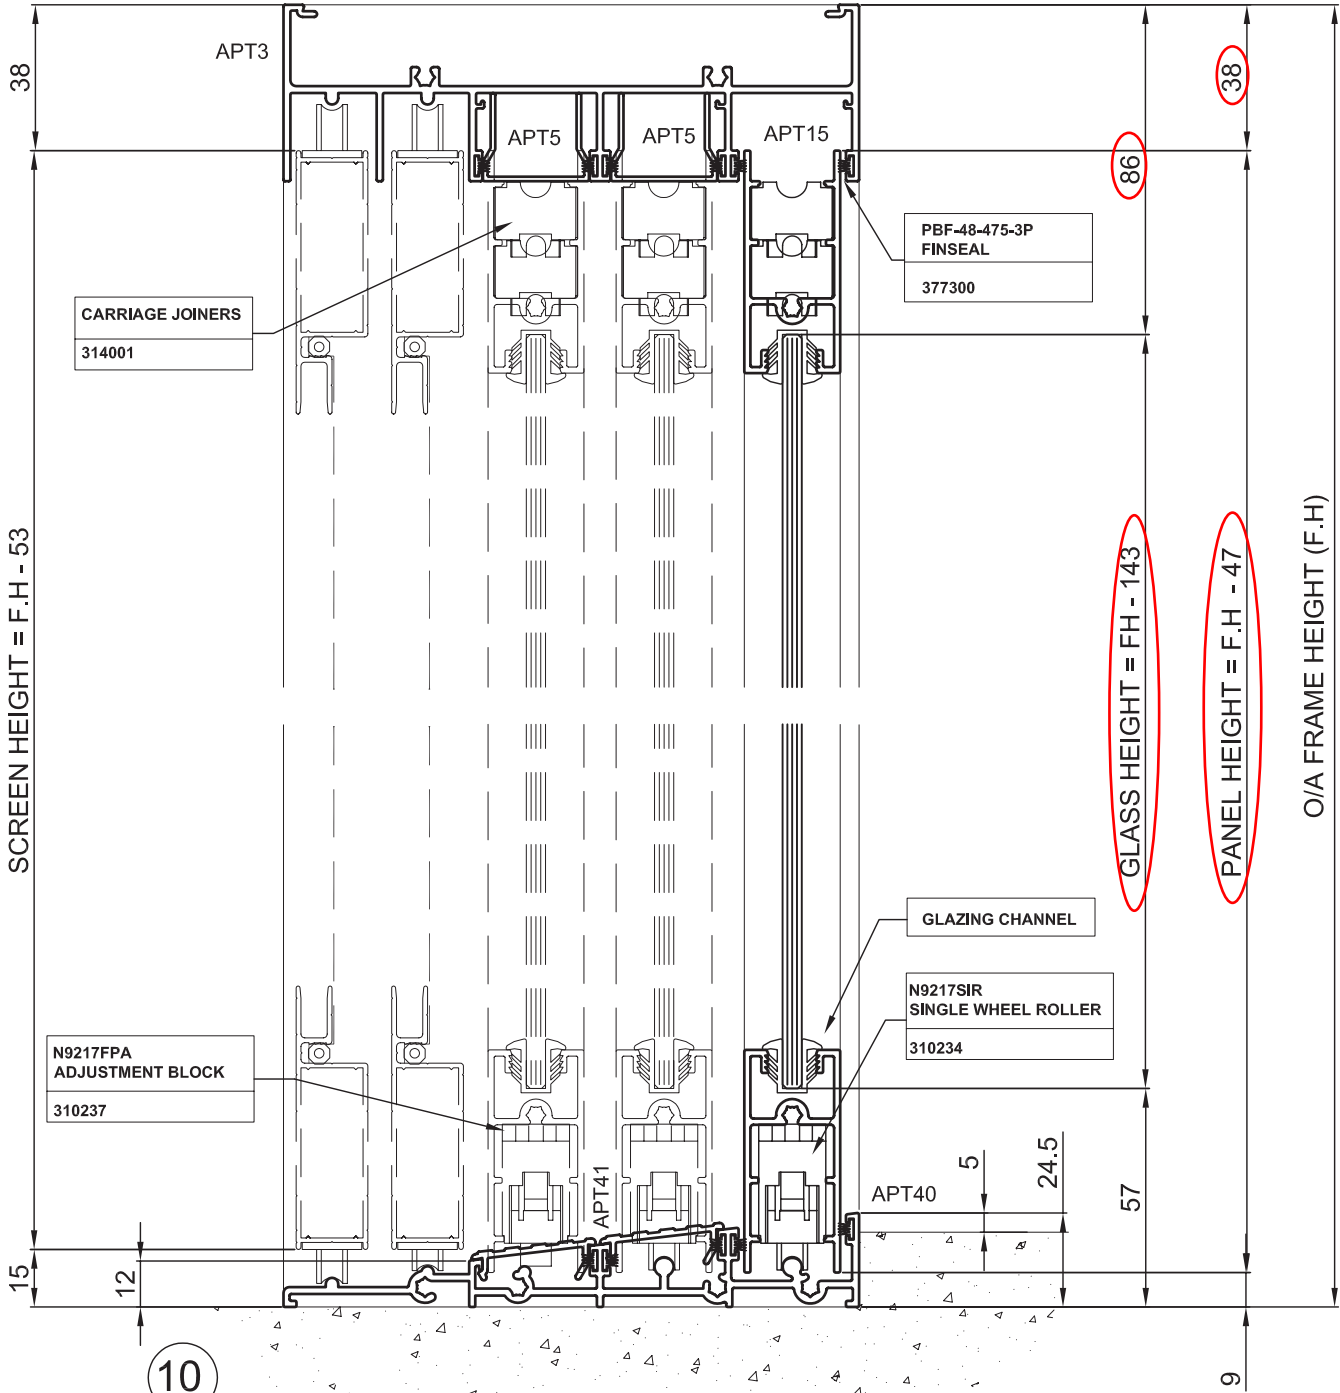 APT3
38
38
APT5
APT5
APT15
86
PBF-48-475-3P
FINSEAL
377300
CARRIAGE JOINERS
314001
SCREEN HEIGHT = F.H - 53
GLASS HEIGHT = FH - 143
PANEL HEIGHT = F.H - 47
O/A FRAME HEIGHT (F.H)
GLAZING CHANNEL
N9217SIR
SINGLE WHEEL ROLLER
310234
N9217FPA
ADJUSTMENT BLOCK
310237
APT41
APT40
5
24.5
57
15
12
9
10